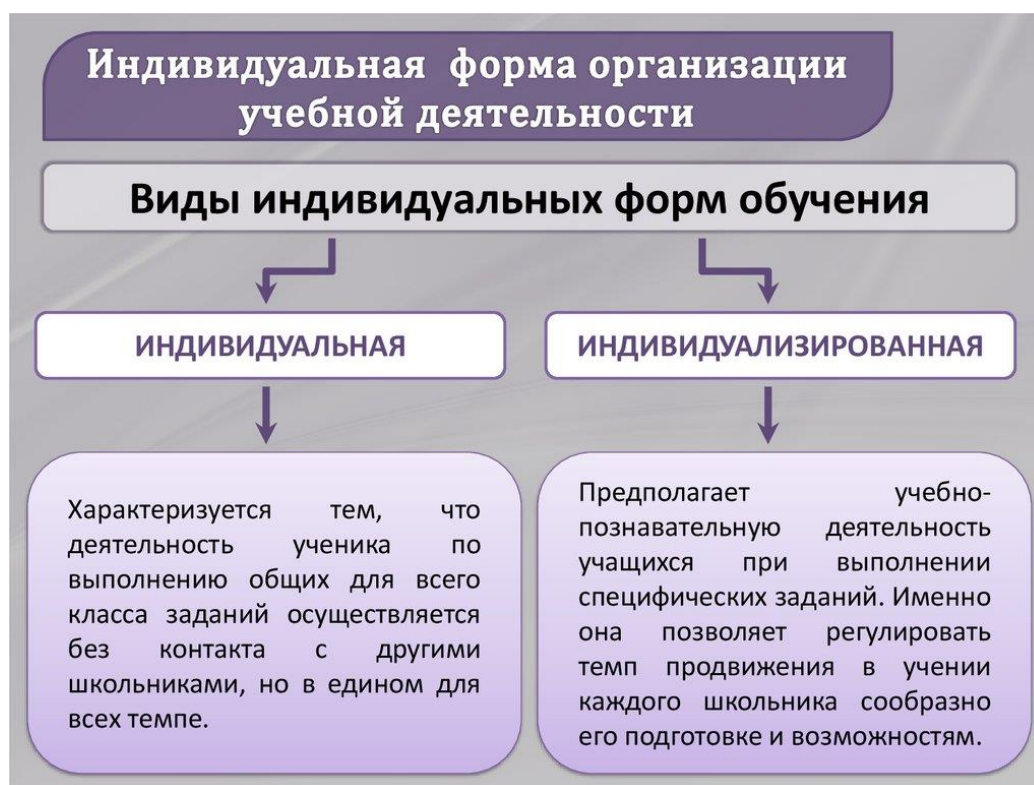 Индивидуальная форма организации
учебной деятельности
Виды индивидуальных форм обучения
ИНДИВИДУАЛЬНАЯ
ИНДИВИДУАЛИЗИРОВАННАЯ
Характеризуется тем, что
деятельность ученика по
выполнению общих для всего
класса заданий осуществляется
без контакта с другими
школьниками, но в едином для
всех темпе.
Предполагает учебно-
познавательную деятельность
учащихся при выполнении
специфических заданий. Именно
она позволяет регулировать
темп продвижения в учении
каждого школьника сообразно
его подготовке и возможностям.